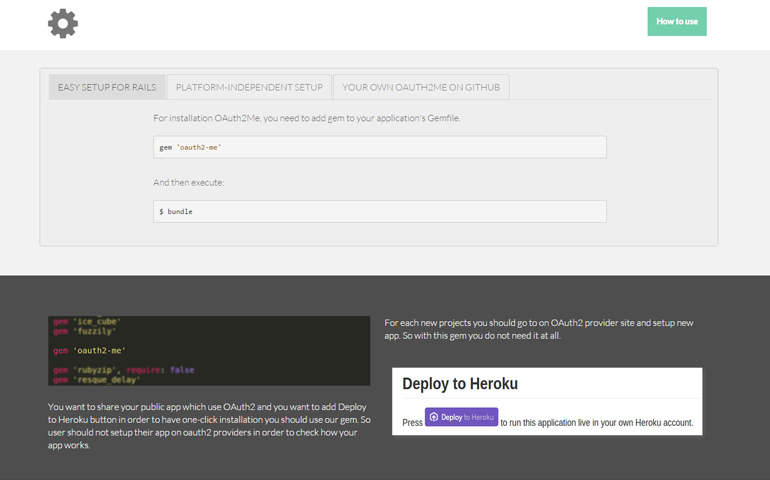 How to use
EASY SETUP FOR RAILS
PLATFORM-INDEPENDENT SETUP
YOUR OWN OAUTH2ME ON GITHUB
For installation OAuth2Me, you need to add gem to your application's Gemfile.
gem 'oauth2-me'
And then execute:
$ bundle
gem 'ice_cube'
gem 'fuzzily'
gem 'oauth2-me'
gem 'rubyzip', require: false
gem 'resque_delay'
You want to share your public app which use OAuth2 and you want to add Deploy
to Heroku button in order to have one-click installation you should use our gem. So
user should not setup their app on oauth2 providers in order to check how your
app works.
For each new projects you should go to on OAuth2 provider site and setup new
app. So with this gem you do not need it at all.
Deploy to Heroku
Press Deploy to Heroku to run this application live in your own Heroku account.